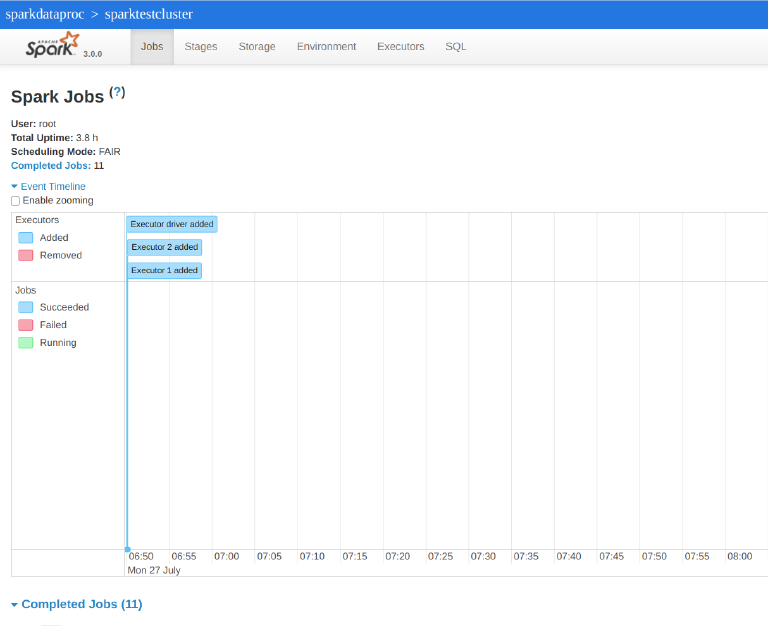 sparkdataproc > sparktestcluster
APACHE Spark 3.0.0 Jobs Stages Storage Environment Executors SQL
Spark Jobs (?)
User: root
Total Uptime: 3.8 h
Scheduling Mode: FAIR
Completed Jobs: 11
Event Timeline
Enable zooming
Executors
Added
Removed
Executor driver added
Executor 2 added
Executor 1 added
Jobs
Succeeded
Failed
Running
06:50 06:55 07:00 07:05 07:10 07:15 07:20 07:25 07:30 07:35 07:40 07:45 07:50 07:55 08:00
Mon 27 July
Completed Jobs (11)